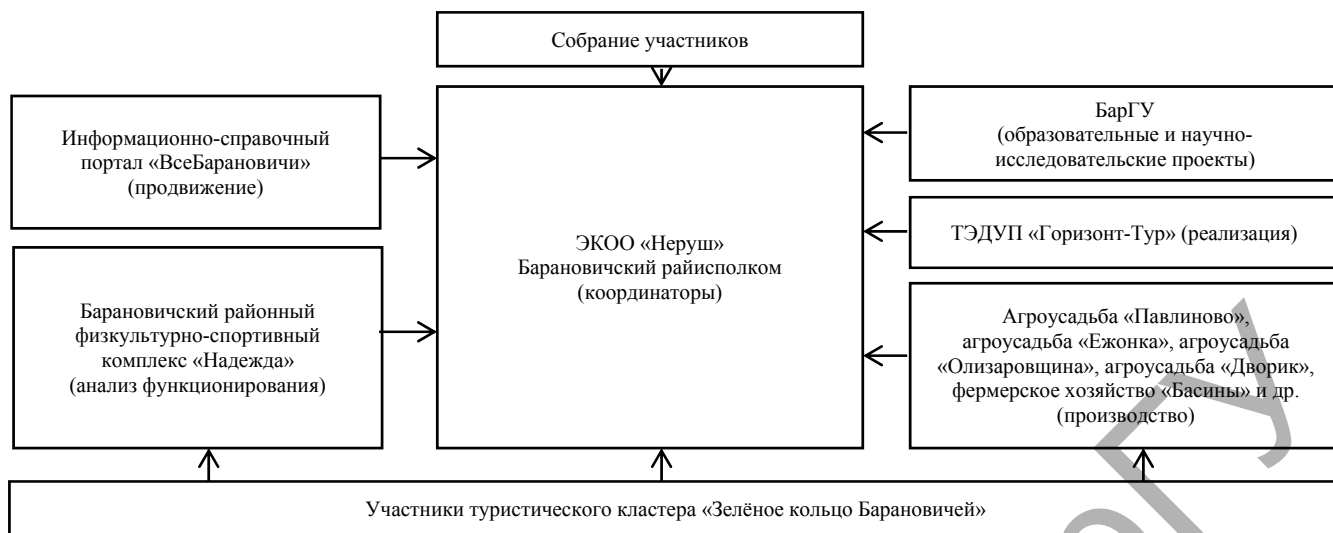 Собрание участников
Информационно-справочный
портал «ВсеБарановичи»
(продвижение)
Барановичский районный
физкультурно-спортивный
комплекс «Надежда»
(анализ функционирования)
ЭКОО «Неруш»
Барановичский райисполком
(координаторы)
БарГУ
(образовательные и научно-
исследовательские проекты)
ТЭДУП «Горизонт-Тур» (реализация)
Агроусадьба «Павлиново»,
агроусадьба «Ёжонка», агроусадьба
«Олизаровщина», агроусадьба «Дворик»,
фермерское хозяйство «Басины» и др.
(производство)
Участники туристического кластера «Зелёное кольцо Барановичей»